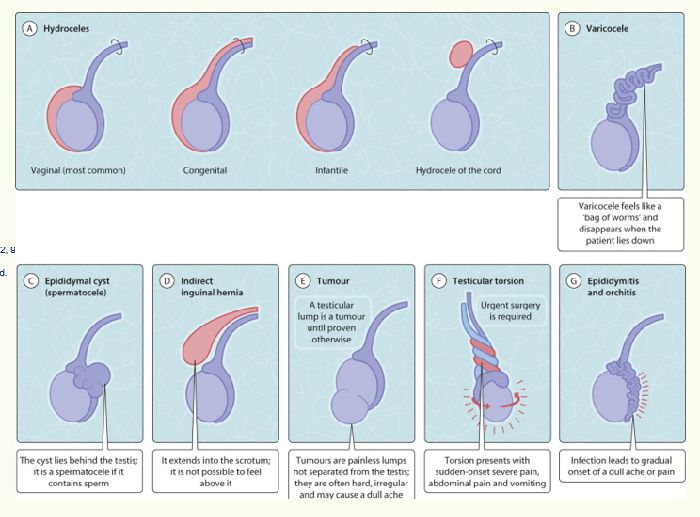 A Hydroceles
Vaginal (most common)
Congenital
Infantile
Hydrocele of the cord
B Varicocele
Varicocele feels like a
'bag of worms' and
disappears when the
patient lies down
2, 9
d.
C Epididymal cyst
(spermatocele)
The cyst lies behind the testis;
it is a spermatocele if it
contains sperm
D Indirect
inguinal hernia
It extends into the scrotum;
it is not possible to feel
above it
E Tumour
A testicular
lump is a tumour
until proven
otherwise
Tumours are painless lumps
not separated from the testis;
they are often hard, irregular
and may cause a dull ache
F Testicular torsion
Urgent surgery
is required
Torsion presents with
sudden-onset severe pain,
abdominal pain and vomiting
G Epididymitis
and orchitis
Infection leads to gradual
onset of a dull ache or pain